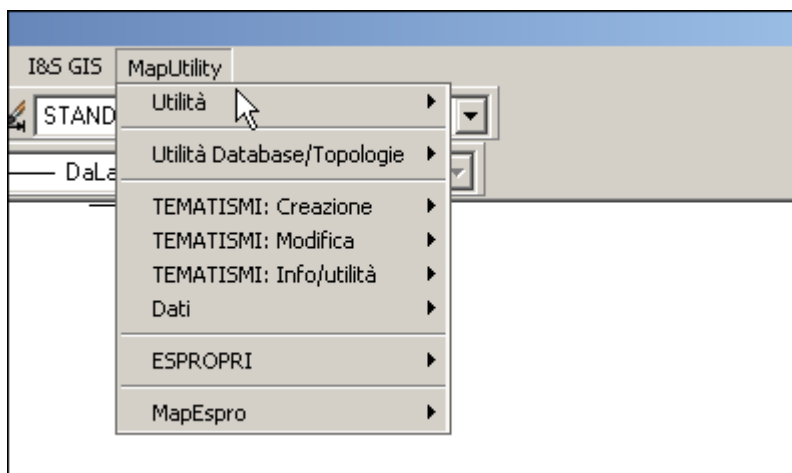 I&S GIS MapUtility
STAND
Utilità
Utilità Database/Topologie
DaLa
TEMATISMI: Creazione
TEMATISMI: Modifica
TEMATISMI: Info/utilità
Dati
ESPROPRI
MapEspro